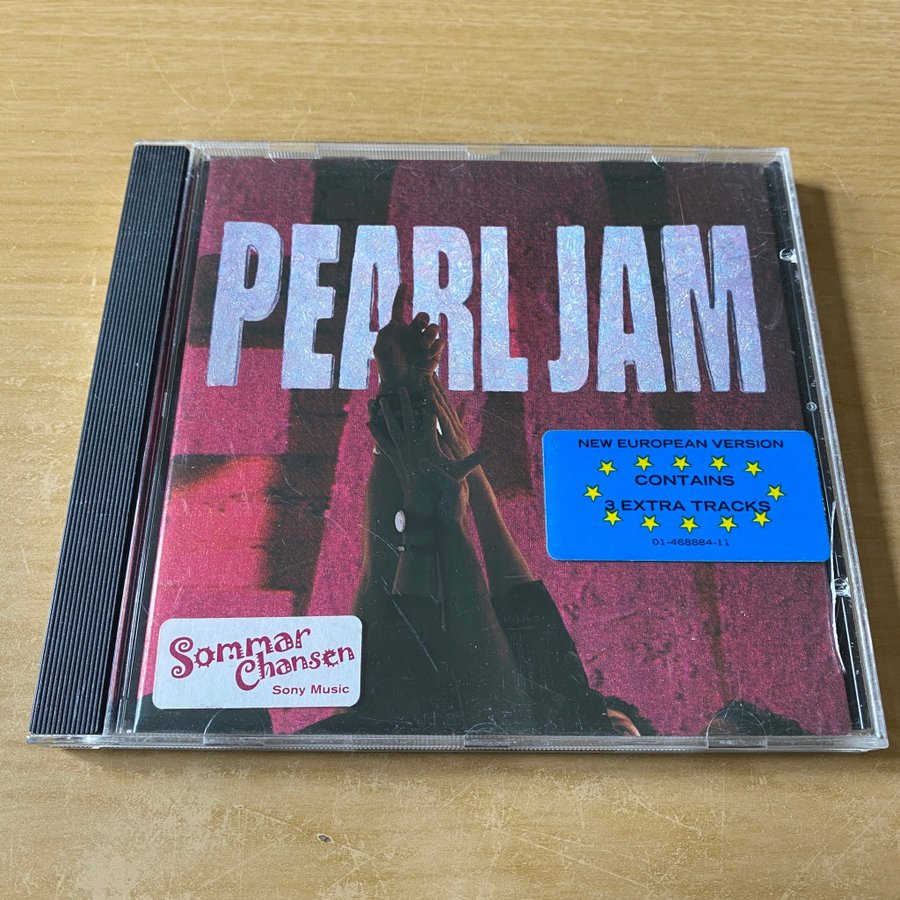 PEARL JAM
NEW EUROPEAN VERSION
CONTAINS
3 EXTRA TRACKS
01-468884-11
Sommar
Chansen
Sony Music